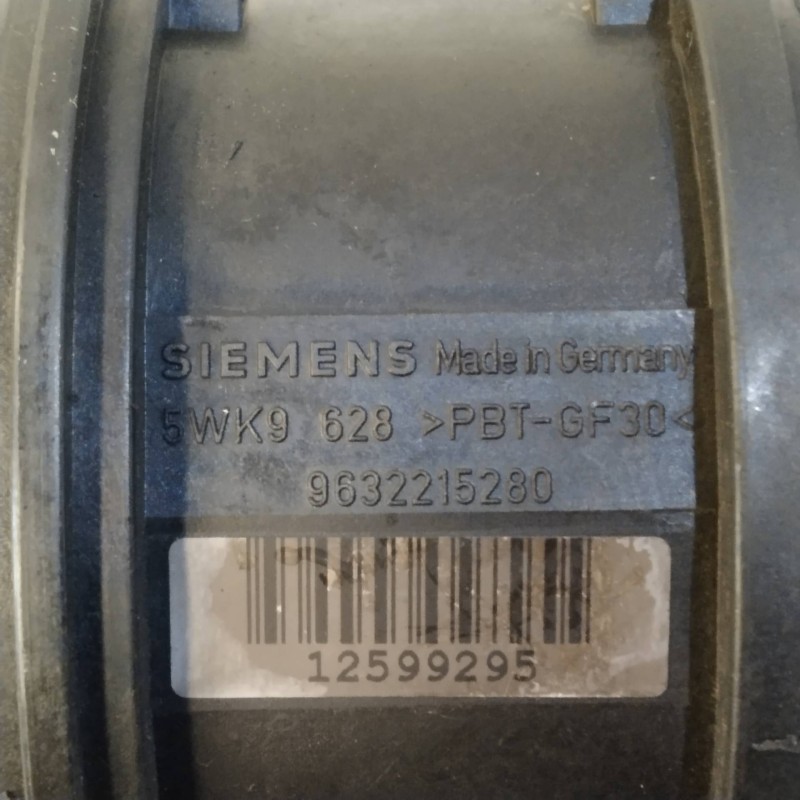 SIEMENS Made in Germany
5WK9 628 >PBT-GF30<
9632215280
12599295